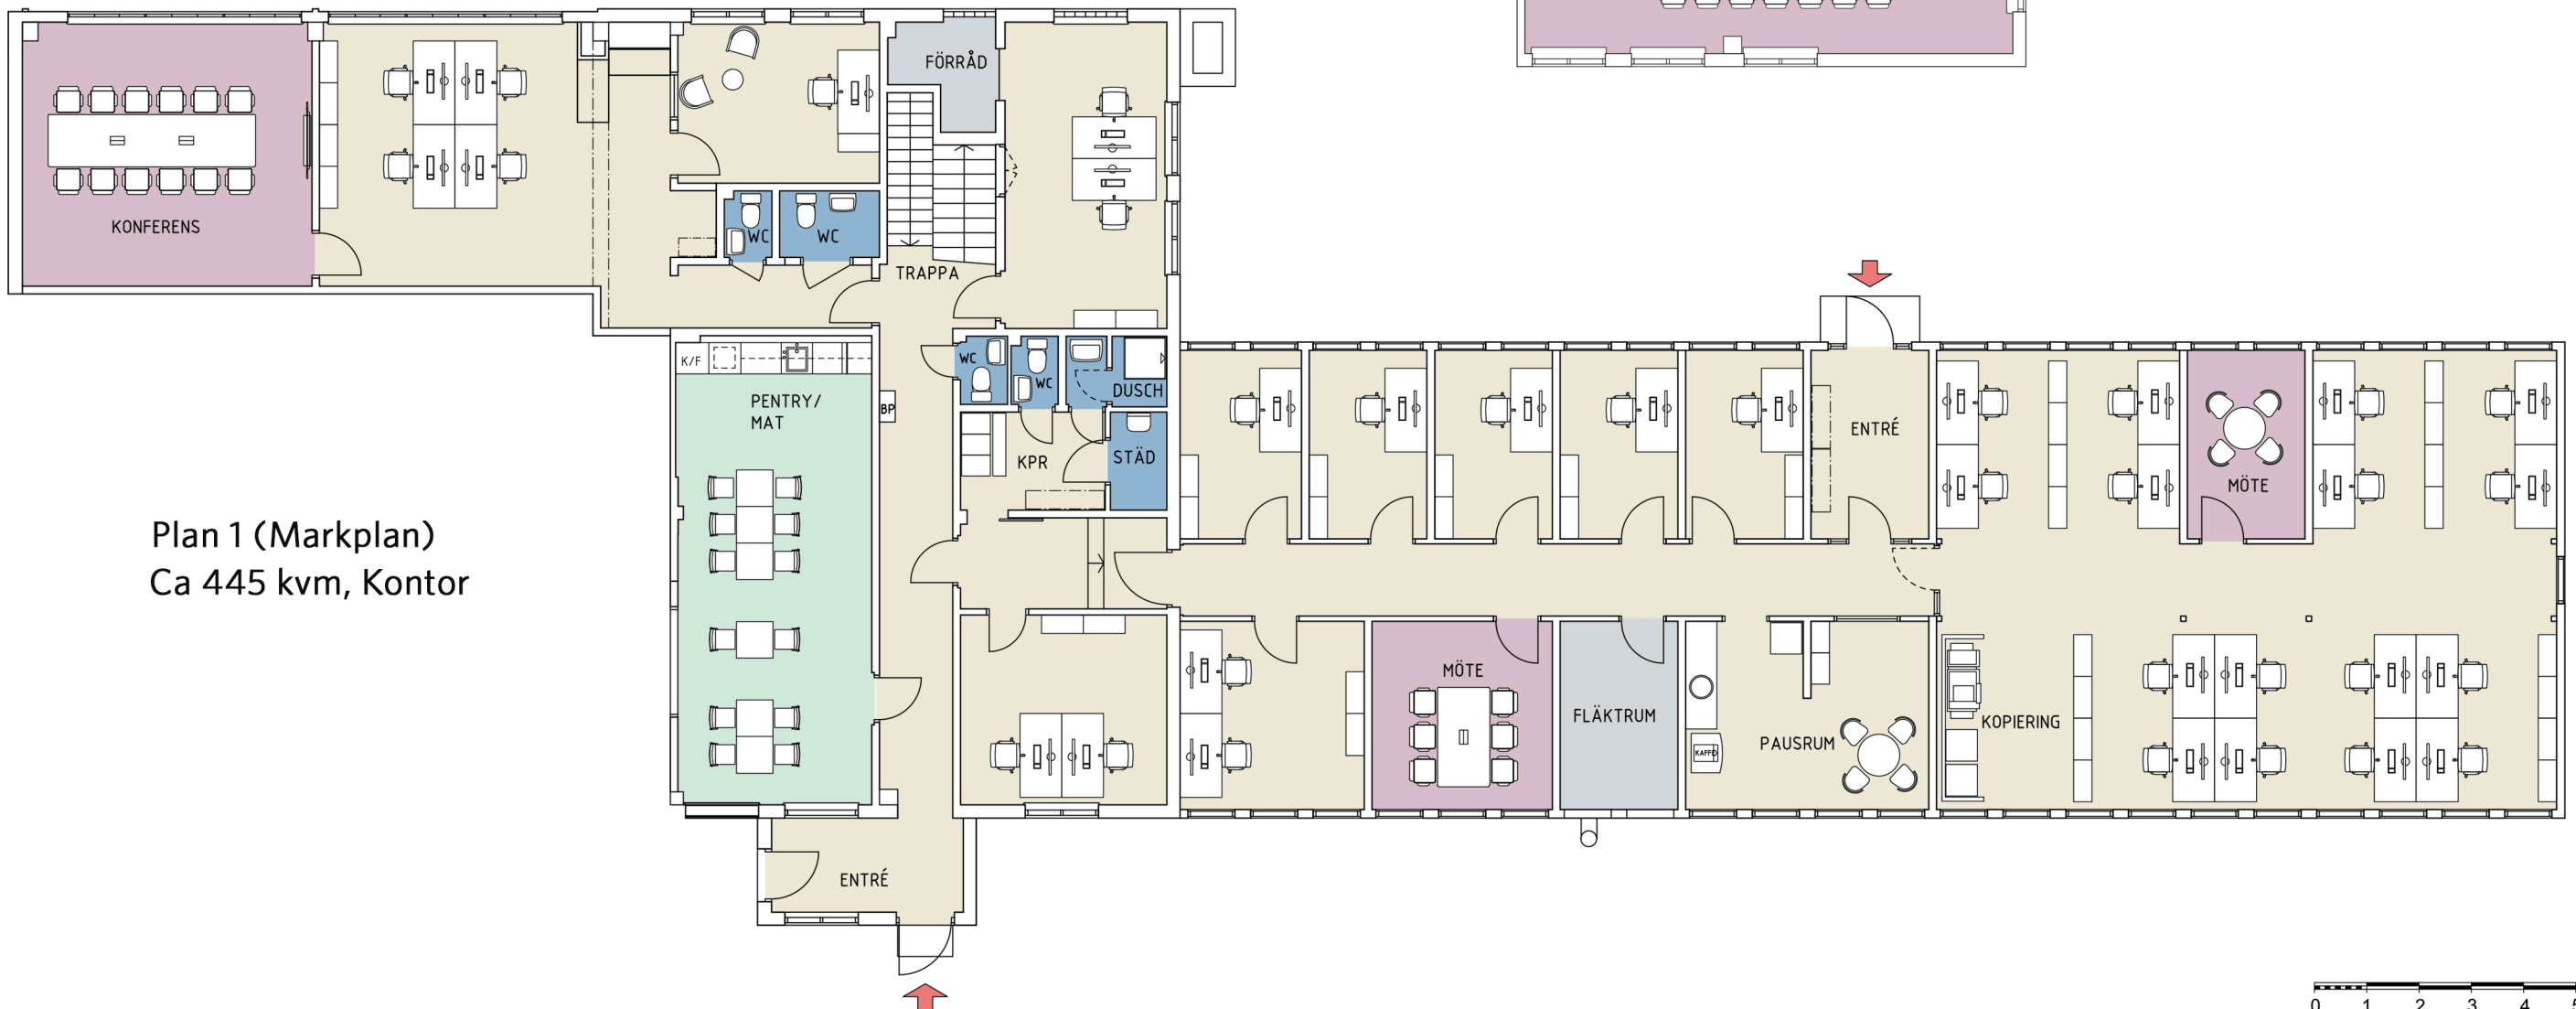 FÖRRÅD
KONFERENS
WC
WC
TRAPPA
WC
WC
DUSCH
K/F
PENTRY/
MAT
BP
KPR
STÄD
ENTRÉ
MÖTE
Plan 1 (Markplan)
Ca 445 kvm, Kontor
MÖTE
FLÄKTRUM
KAFFE
PAUSRUM
KOPIERING
ENTRÉ
0 1 2 3 4 5